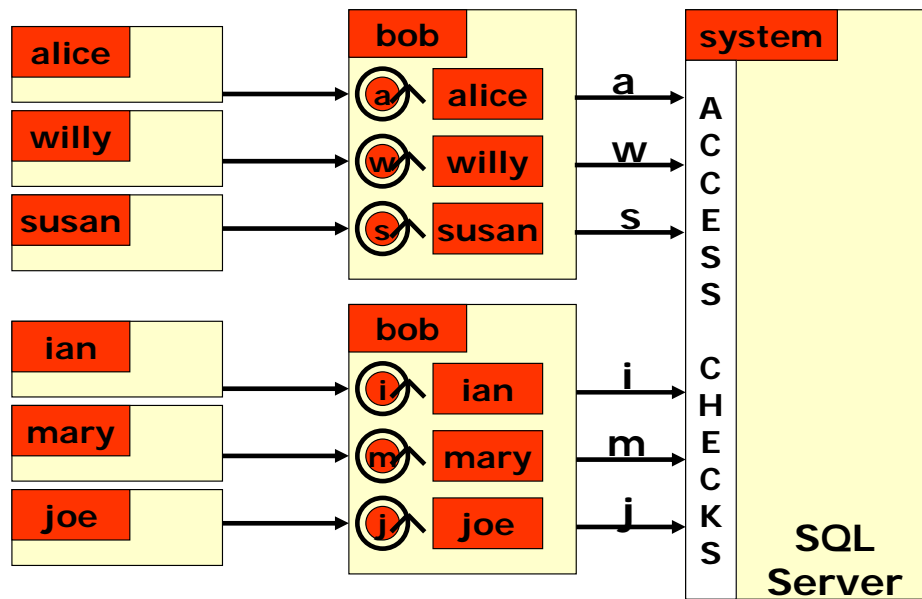 alice
willy
susan
bob
a alice
w willy
s susan
a
w
s
ian
mary
joe
bob
i ian
m mary
j joe
i
m
j
system
ACCESS
CHECKS
SQL
Server